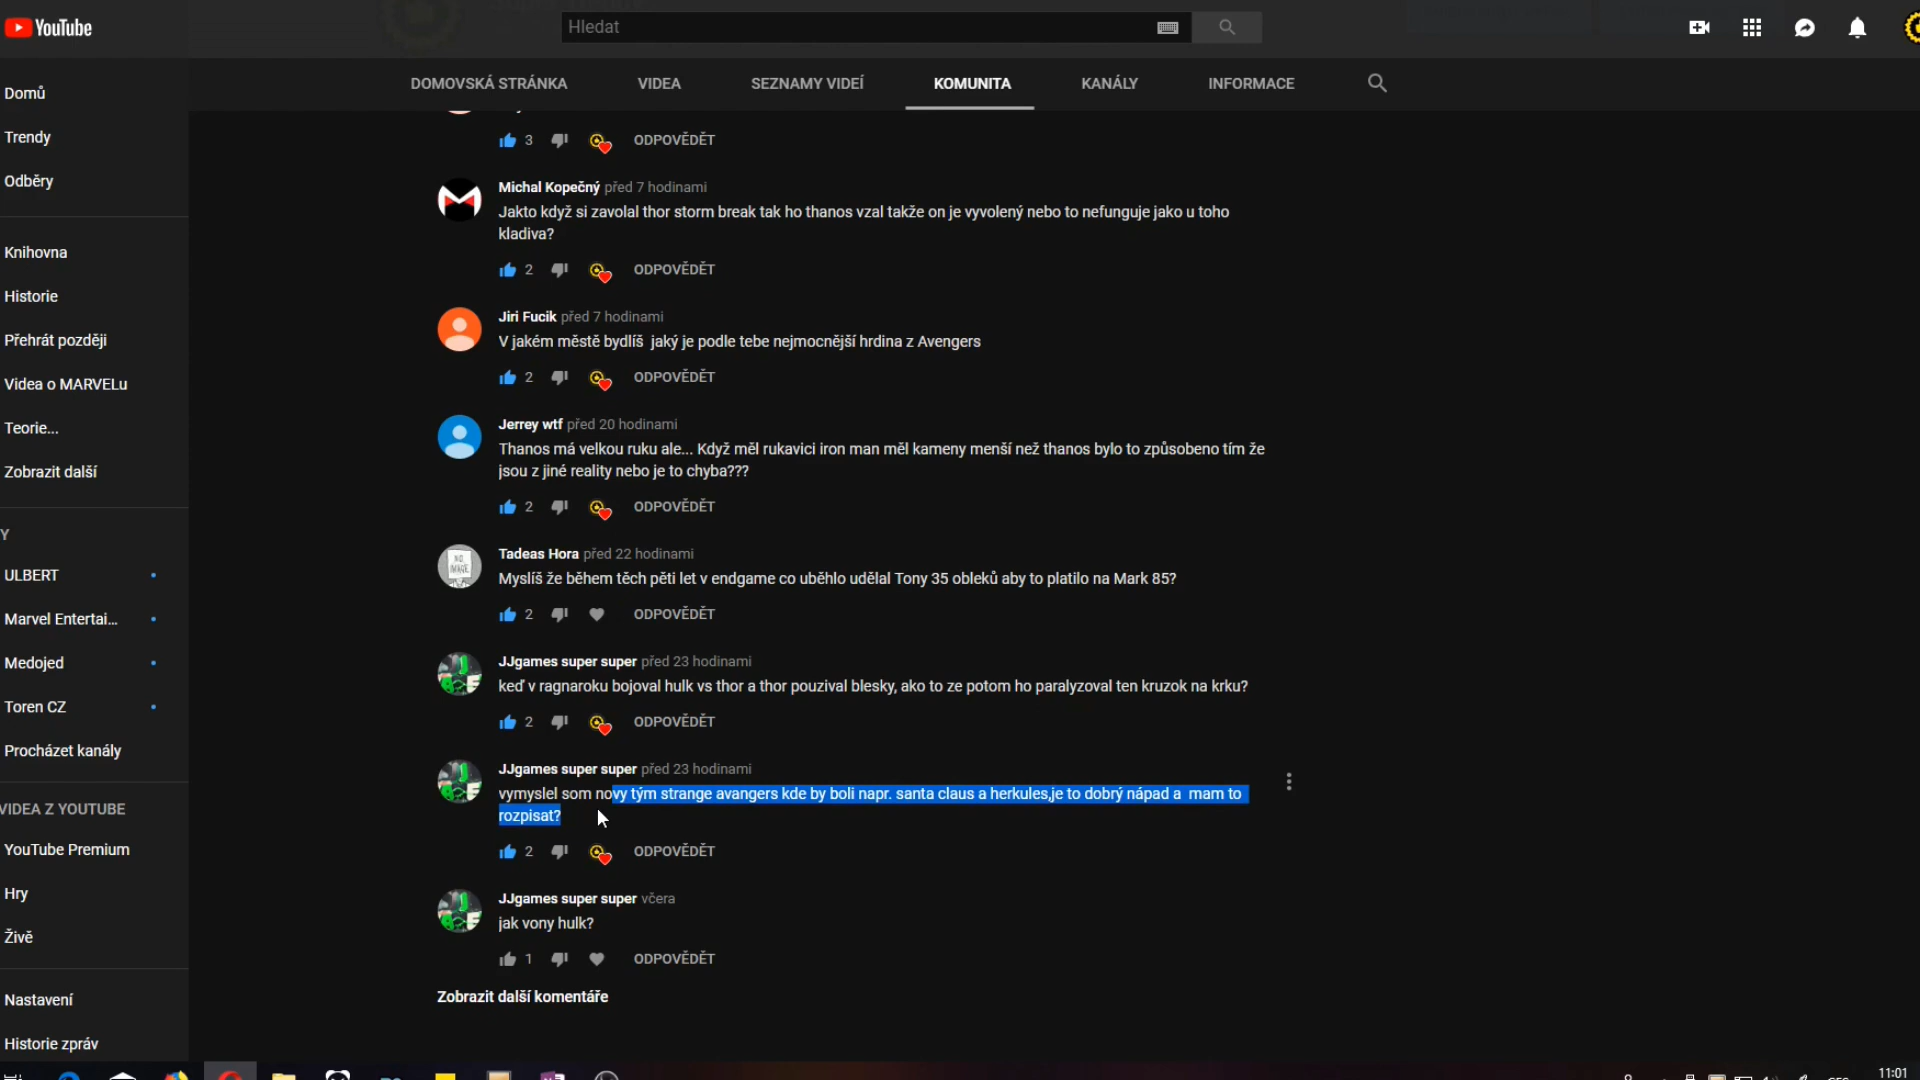 YouTube
Hledat
DOMOVSKÁ STRÁNKA VIDEA SEZNAMY VIDEÍ KOMUNITA KANÁLY INFORMACE
Domů
Trendy
Odběry
Knihovna
Historie
Přehrát později
Videa o MARVELu
Teorie...
Zobrazit další
Y
ULBERT
Marvel Entertai...
Medojed
Toren CZ
Procházet kanály
VIDEA Z YOUTUBE
YouTube Premium
Hry
Živě
Nastavení
Historie zpráv
3 ODPOVĚDĚT
Michal Kopečný před 7 hodinami
Jakto když si zavolal thor storm break tak ho thanos vzal takže on je vyvolený nebo to nefunguje jako u toho
kladiva?
2 ODPOVĚDĚT
Jiri Fucik před 7 hodinami
V jakém městě bydlíš jaký je podle tebe nejmocnější hrdina z Avengers
2 ODPOVĚDĚT
Jerrey wtf před 20 hodinami
Thanos má velkou ruku ale... Když měl rukavici iron man měl kameny menší než thanos bylo to způsobeno tím že
jsou z jiné reality nebo je to chyba???
2 ODPOVĚDĚT
NO IMAGE
Tadeas Hora před 22 hodinami
Myslíš že během těch pěti let v endgame co uběhlo udělal Tony 35 obleků aby to platilo na Mark 85?
2 ODPOVĚDĚT
JJgames super super před 23 hodinami
keď v ragnaroku bojoval hulk vs thor a thor pouzival blesky, ako to ze potom ho paralyzoval ten kruzok na krku?
2 ODPOVĚDĚT
JJgames super super před 23 hodinami
vymyslel som novy tým strange avangers kde by boli napr. santa claus a herkules,je to dobrý nápad a mam to
rozpisat?
2 ODPOVĚDĚT
JJgames super super včera
jak vony hulk?
1 ODPOVĚDĚT
Zobrazit další komentáře
11:01